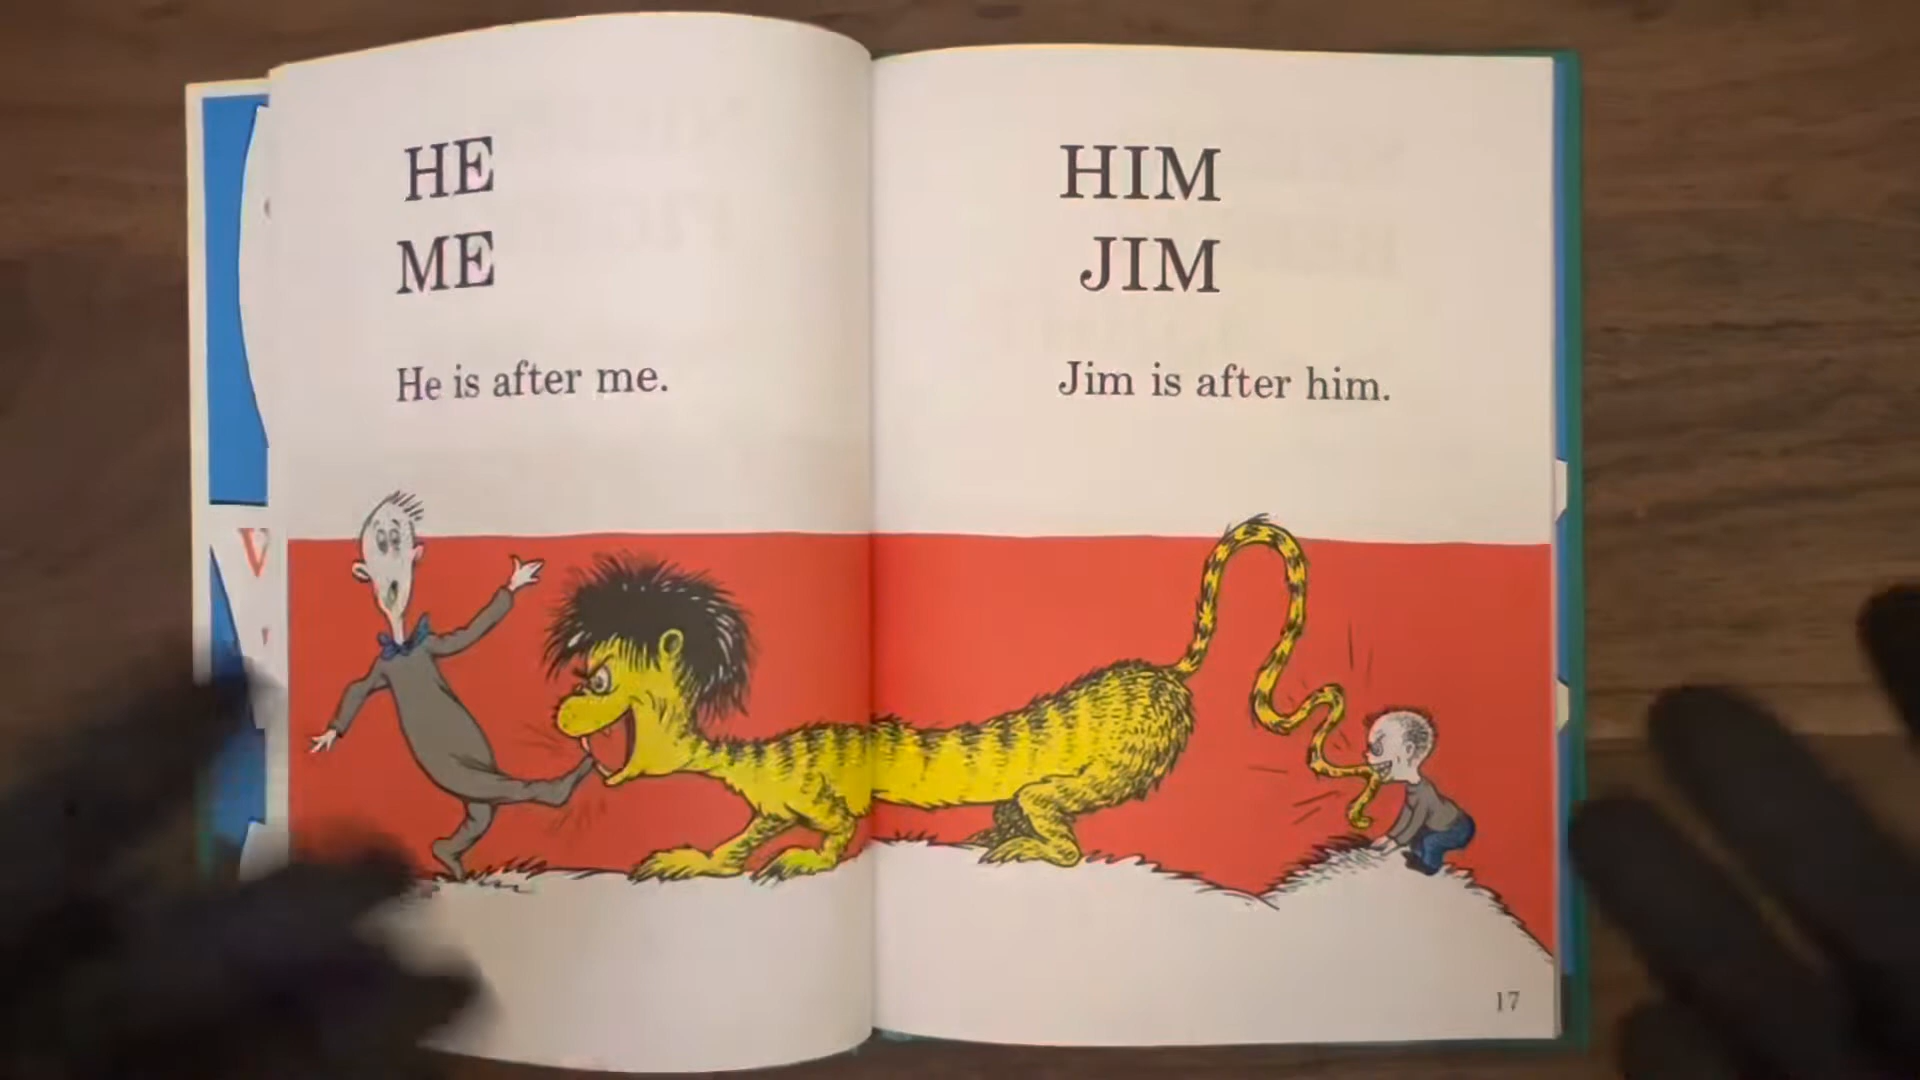 HE
ME
He is after me.
HIM
JIM
Jim is after him.
17
V